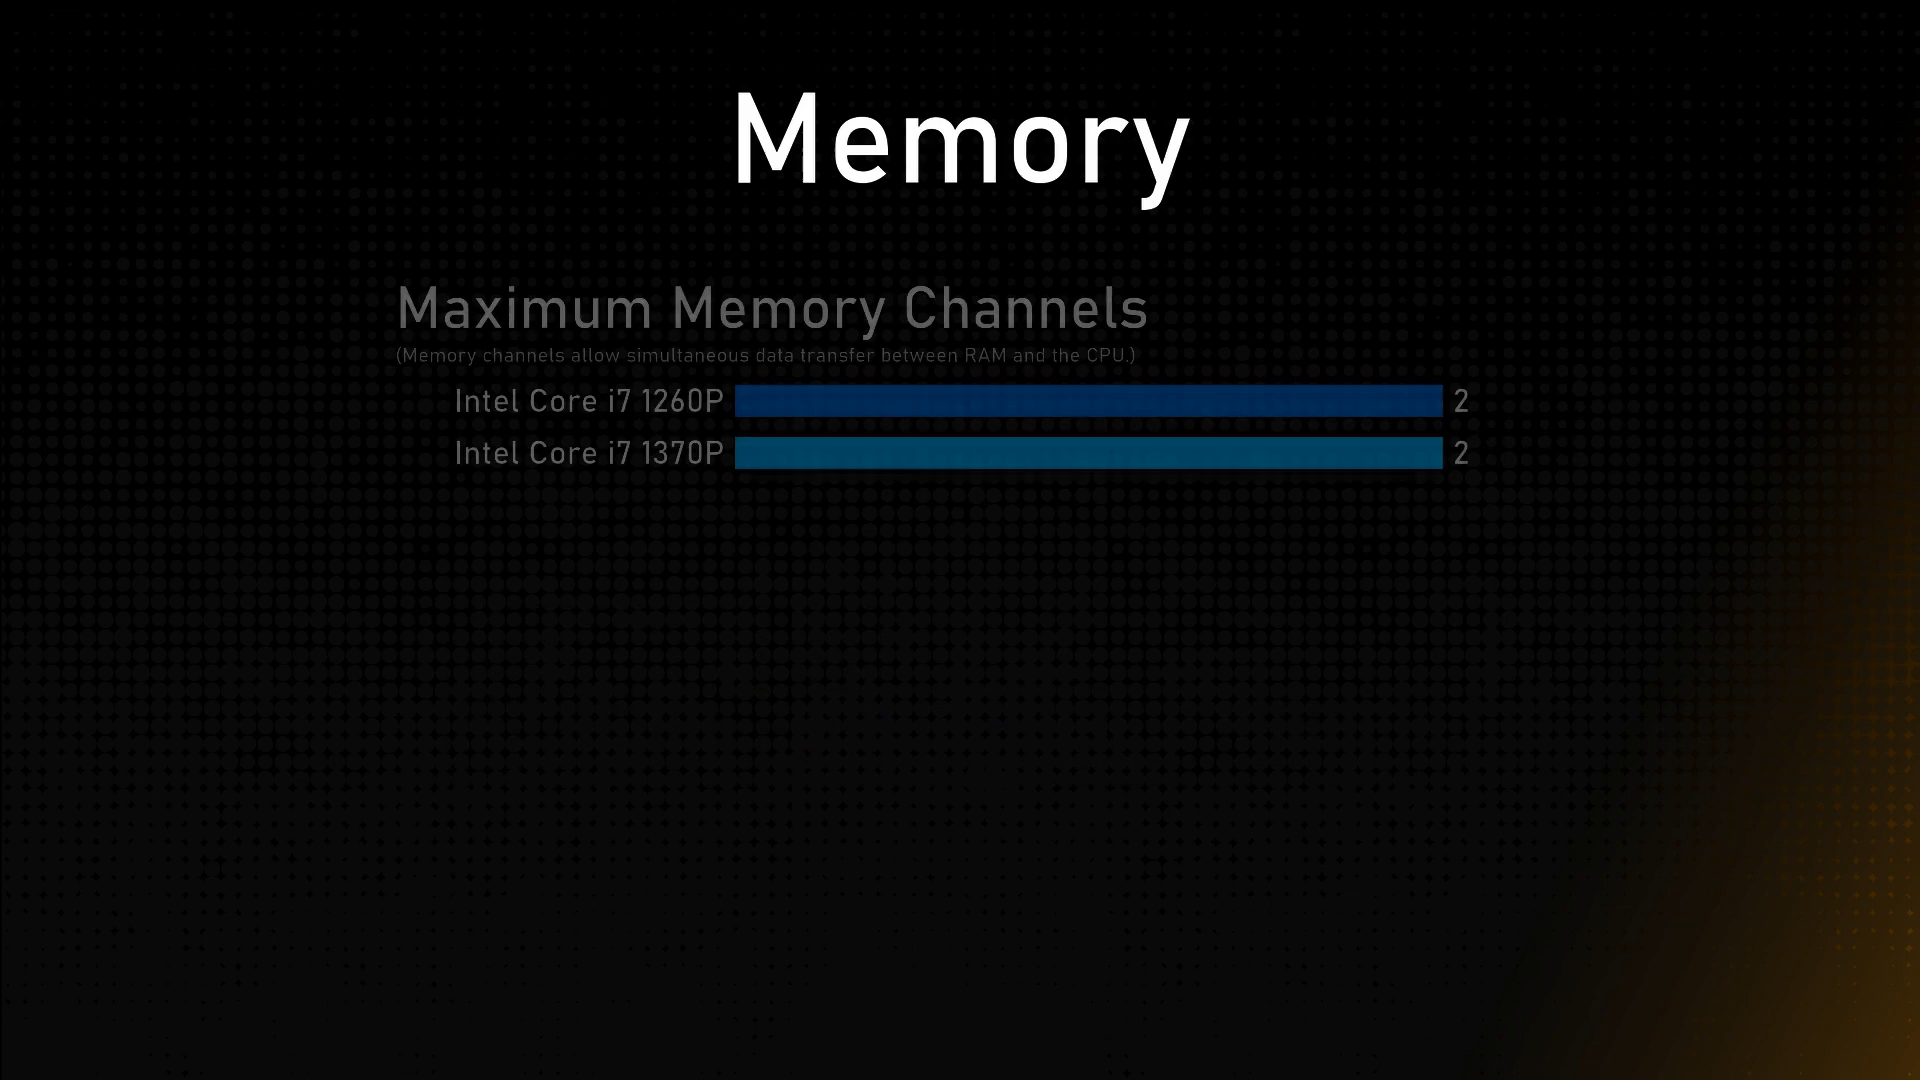 Memory
Maximum Memory Channels
(Memory channels allow simultaneous data transfer between RAM and the CPU.)
Intel Core i7 1260P 2
Intel Core i7 1370P 2